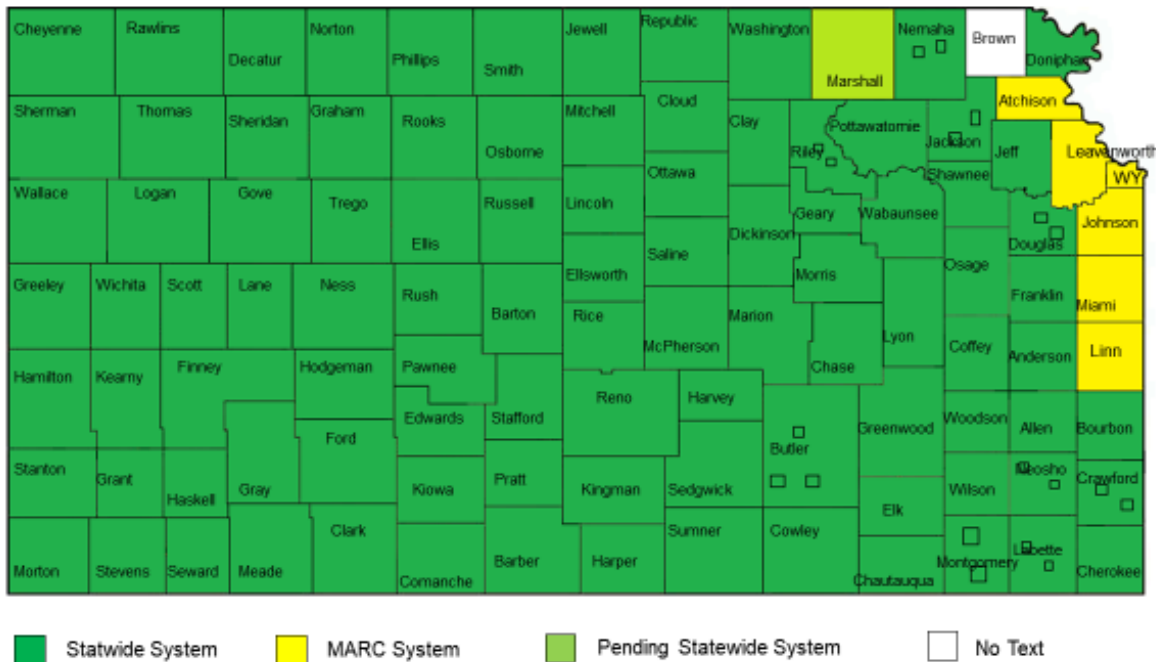 Cheyenne
Rawlins
Decatur
Norton
Phillips
Smith
Jewell
Republic
Washington
Marshall
Nemaha
Brown
Doniphan
Sherman
Thomas
Sheridan
Graham
Rooks
Osborne
Mitchell
Cloud
Clay
Riley
Pottawatomie
Jackson
Atchison
Jeff
Leavenworth
WY
Wallace
Logan
Gove
Trego
Ellis
Russell
Lincoln
Ottawa
Dickinson
Geary
Wabaunsee
Shawnee
Douglas
Johnson
Greeley
Wichita
Scott
Lane
Ness
Rush
Barton
Ellsworth
Saline
Morris
Osage
Franklin
Miami
Hamilton
Kearny
Finney
Hodgeman
Pawnee
Rice
McPherson
Marion
Chase
Lyon
Coffey
Anderson
Linn
Edwards
Stafford
Reno
Harvey
Butler
Greenwood
Woodson
Allen
Bourbon
Stanton
Grant
Haskell
Gray
Ford
Kiowa
Pratt
Kingman
Sedgwick
Elk
Wilson
Neosho
Crawford
Morton
Stevens
Seward
Meade
Clark
Comanche
Barber
Harper
Sumner
Cowley
Chautauqua
Montgomery
Labette
Cherokee
Statwide System
MARC System
Pending Statewide System
No Text